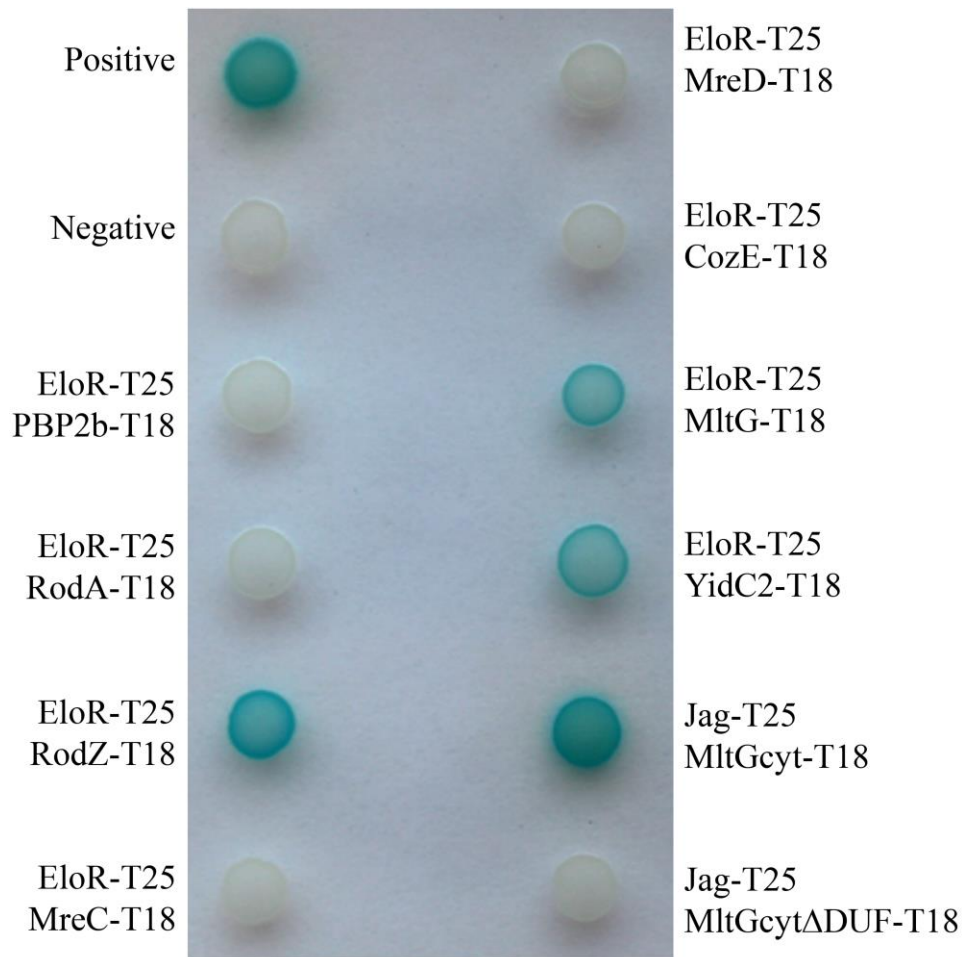 Positive
Negative
EloR-T25
PBP2b-T18
EloR-T25
RodA-T18
EloR-T25
RodZ-T18
EloR-T25
MreC-T18
EloR-T25
MreD-T18
EloR-T25
CozE-T18
EloR-T25
MltG-T18
EloR-T25
YidC2-T18
Jag-T25
MltGcyt-T18
Jag-T25
MltGcytΔDUF-T18